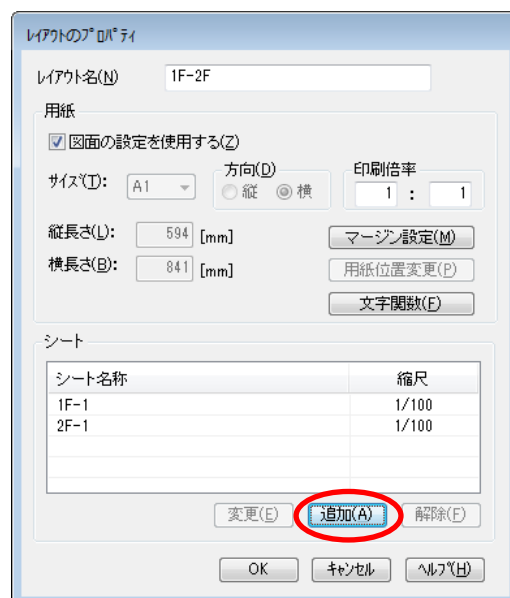 ﾚｲｱｳﾄのﾌﾟﾛﾊﾟﾃｨ
ﾚｲｱｳﾄ名(N) 1F-2F
用紙
図面の設定を使用する(Z)
ｻｲｽﾞ(T): A1 方向(D) 縦 横 印刷倍率 1 : 1
縦長さ(L): 594 [mm] マージン設定(M)
横長さ(B): 841 [mm] 用紙位置変更(P)
文字関数(F)
シート
シート名称 縮尺
1F-1 1/100
2F-1 1/100
変更(E) 追加(A) 解除(F)
OK ｷｬﾝｾﾙ ﾍﾙﾌﾟ(H)